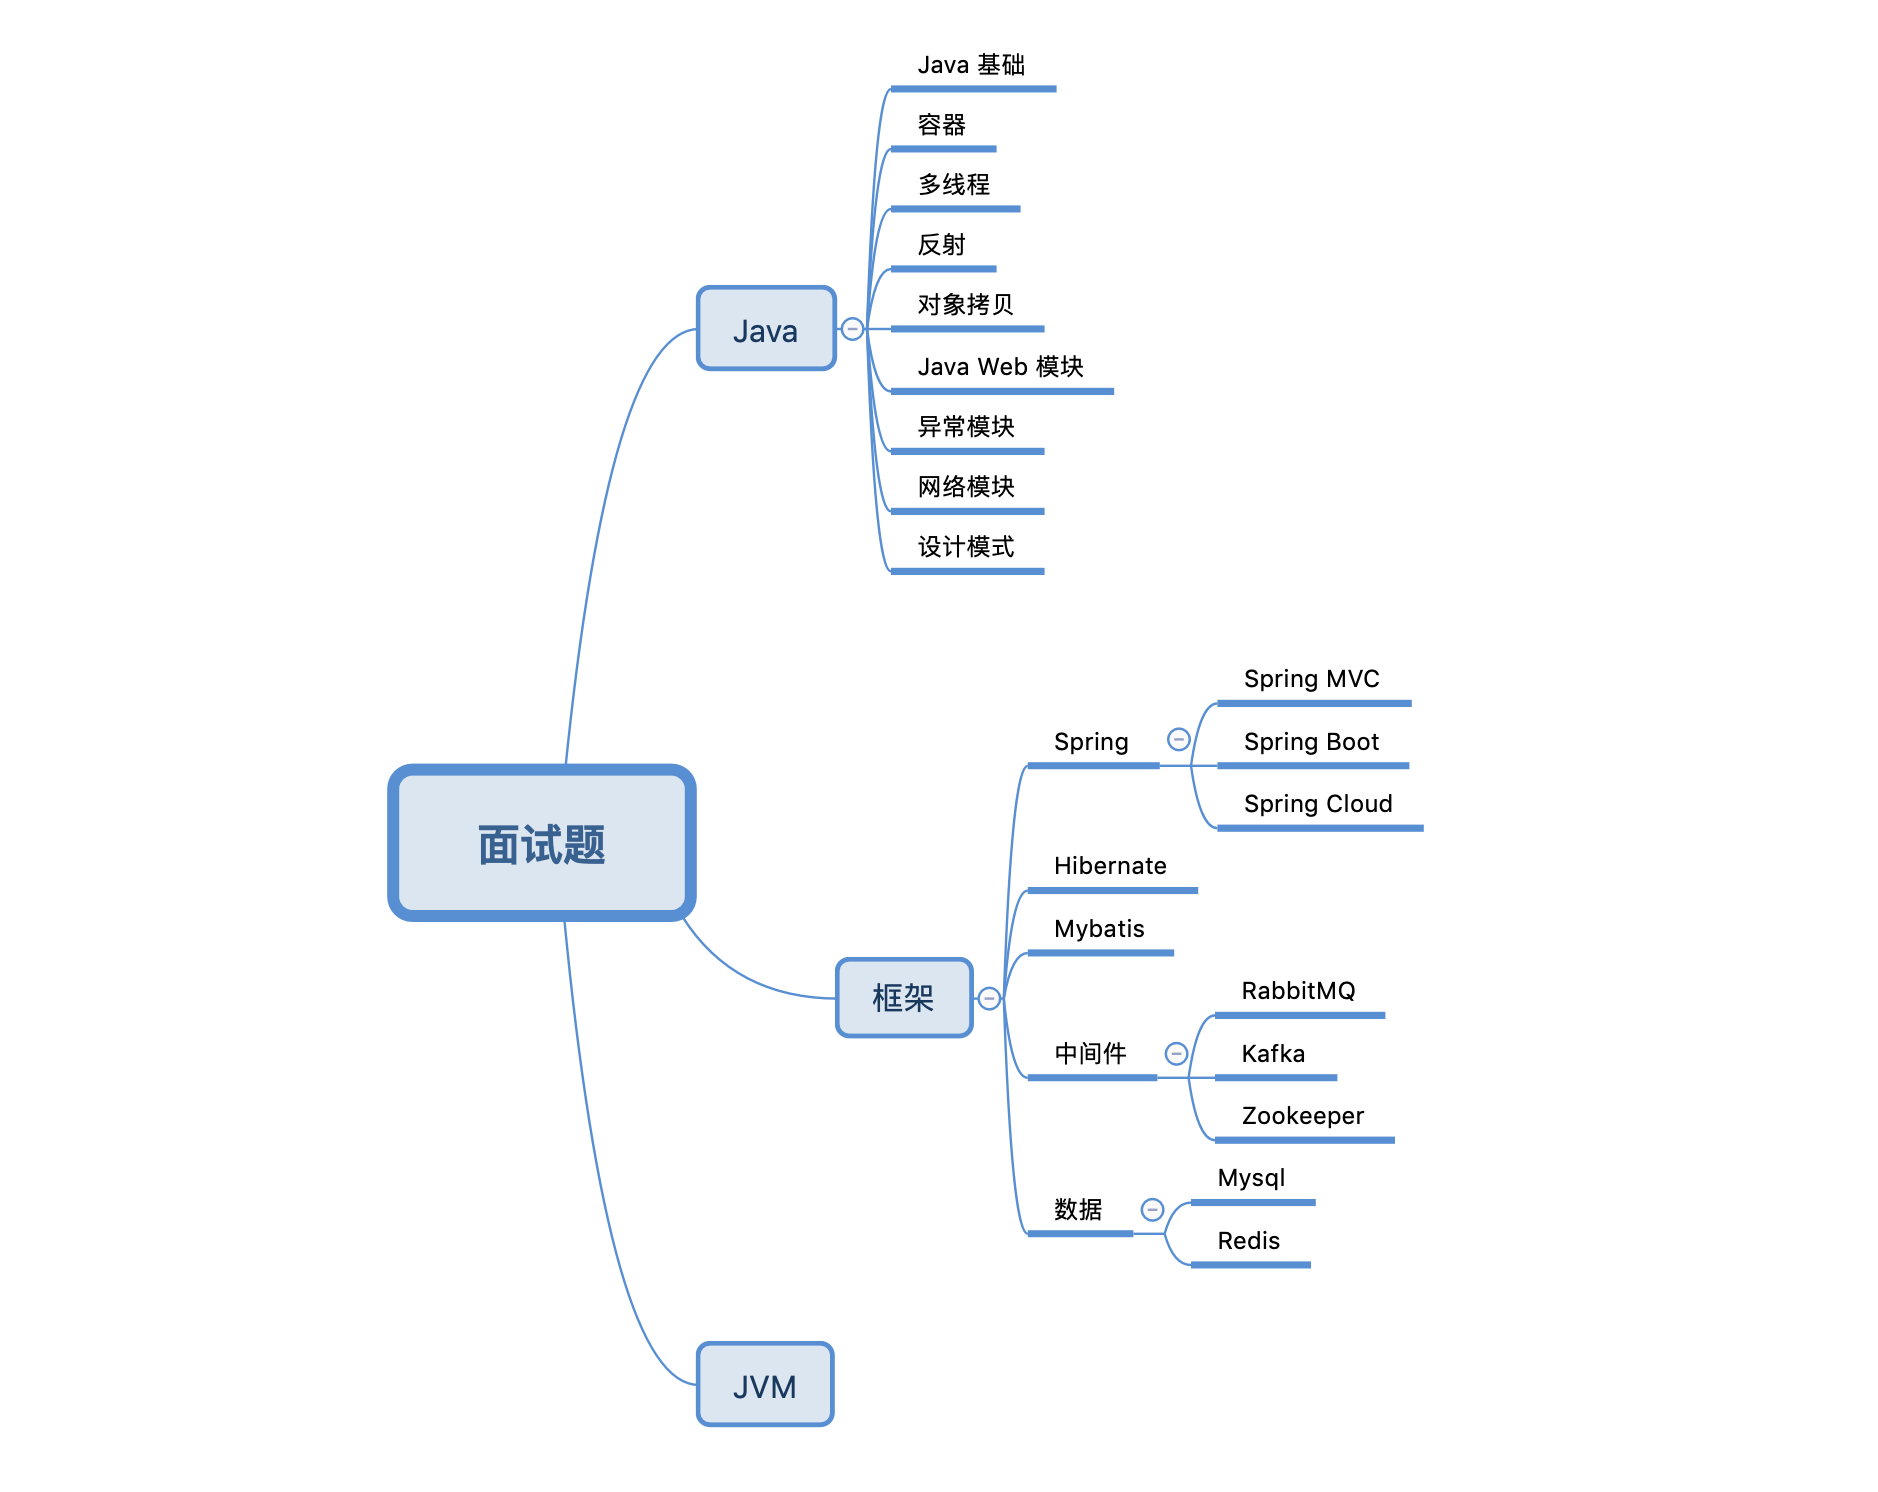 面试题
Java
Java 基础
容器
多线程
反射
对象拷贝
Java Web 模块
异常模块
网络模块
设计模式
框架
Spring
Spring MVC
Spring Boot
Spring Cloud
Hibernate
Mybatis
中间件
RabbitMQ
Kafka
Zookeeper
数据
Mysql
Redis
JVM